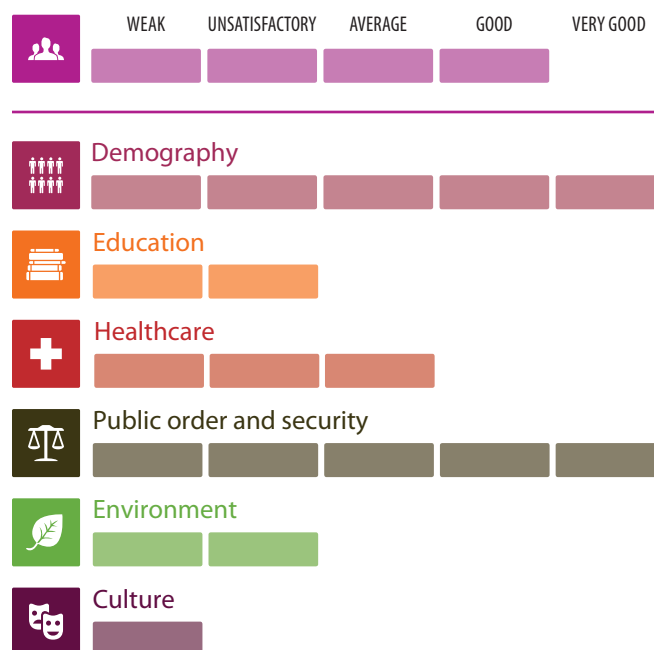 WEAK UNSATISFACTORY AVERAGE GOOD VERY GOOD
Demography
Education
Healthcare
Public order and security
Environment
Culture